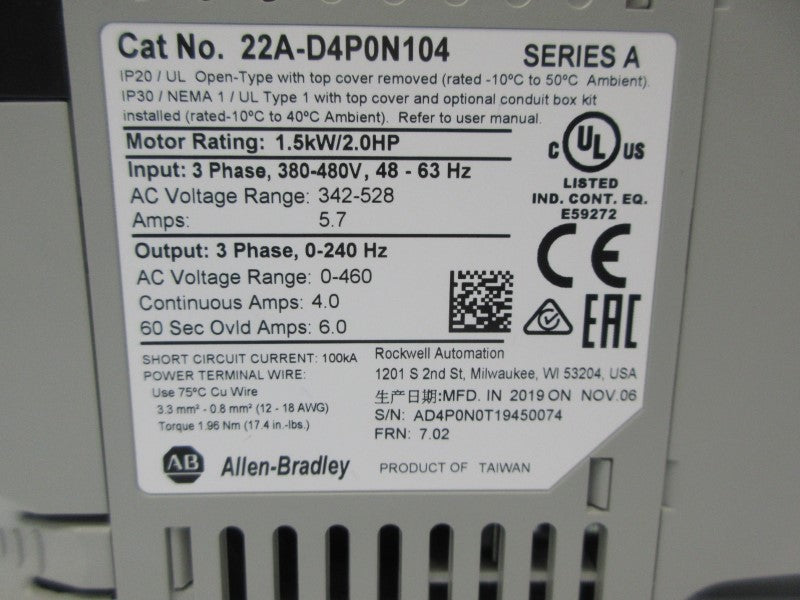 Cat No. 22A-D4P0N104
SERIES A
IP20 / UL Open-Type with top cover removed (rated -10ºC to 50ºC Ambient).
IP30 / NEMA 1 / UL Type 1 with top cover and optional conduit box kit
installed (rated-10ºC to 40ºC Ambient). Refer to user manual.
Motor Rating: 1.5kW/2.0HP
Input: 3 Phase, 380-480V, 48 - 63 Hz
AC Voltage Range: 342-528
Amps: 5.7
C UL US
LISTED
IND. CONT. EQ.
E59272
CE
EAC
Output: 3 Phase, 0-240 Hz
AC Voltage Range: 0-460
Continuous Amps: 4.0
60 Sec Ovld Amps: 6.0
SHORT CIRCUIT CURRENT: 100kA
POWER TERMINAL WIRE:
Use 75ºC Cu Wire
3.3 mm² - 0.8 mm² (12 - 18 AWG)
Torque 1.96 Nm (17.4 in.-lbs.)
Rockwell Automation
1201 S 2nd St, Milwaukee, WI 53204, USA
生产日期:MFD. IN 2019 ON NOV.06
S/N: AD4P0N0T19450074
FRN: 7.02
AB Allen-Bradley
PRODUCT OF TAIWAN